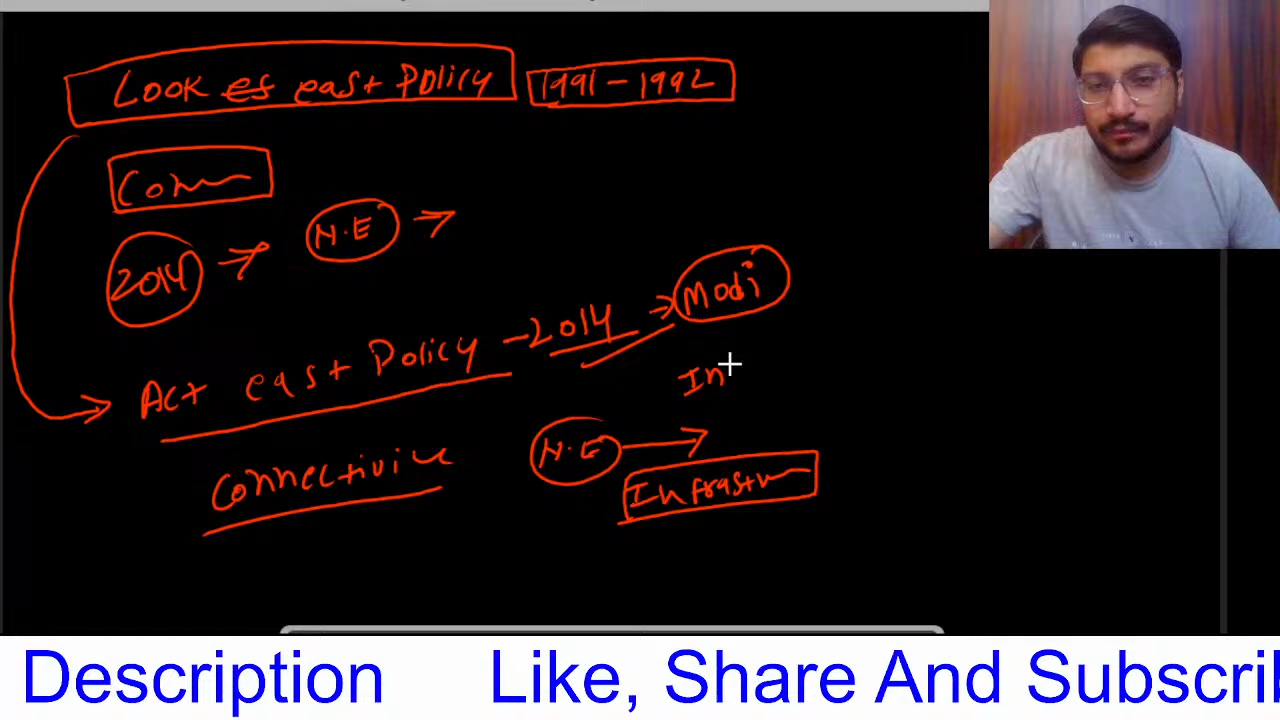 Look es east Policy 1991-1992
Comm
2014 → N.E →
Act east Policy - 2014 → Modi
In
Connectivi
N.E →
Infrastru
Description Like, Share And Subscri